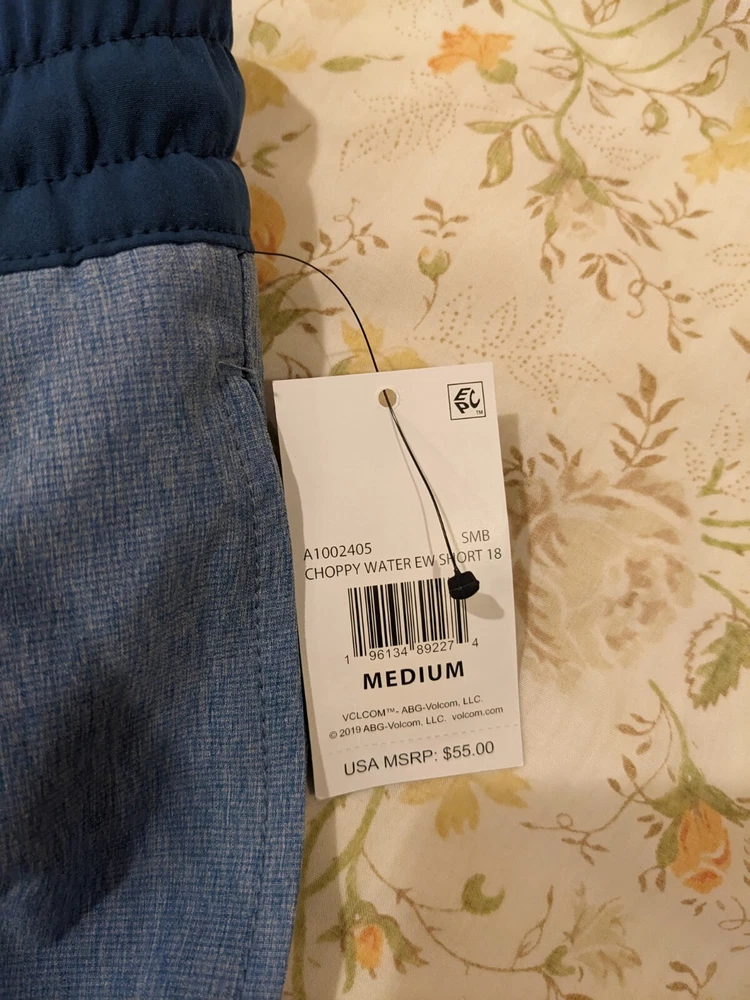 EPC™
A1002405 SMB
CHOPPY WATER EW SHORT 18
1 96134 89227 4
MEDIUM
VCLCOM™- ABG-Volcom, LLC.
© 2019 ABG-Volcom, LLC. volcom.com
USA MSRP: $55.00